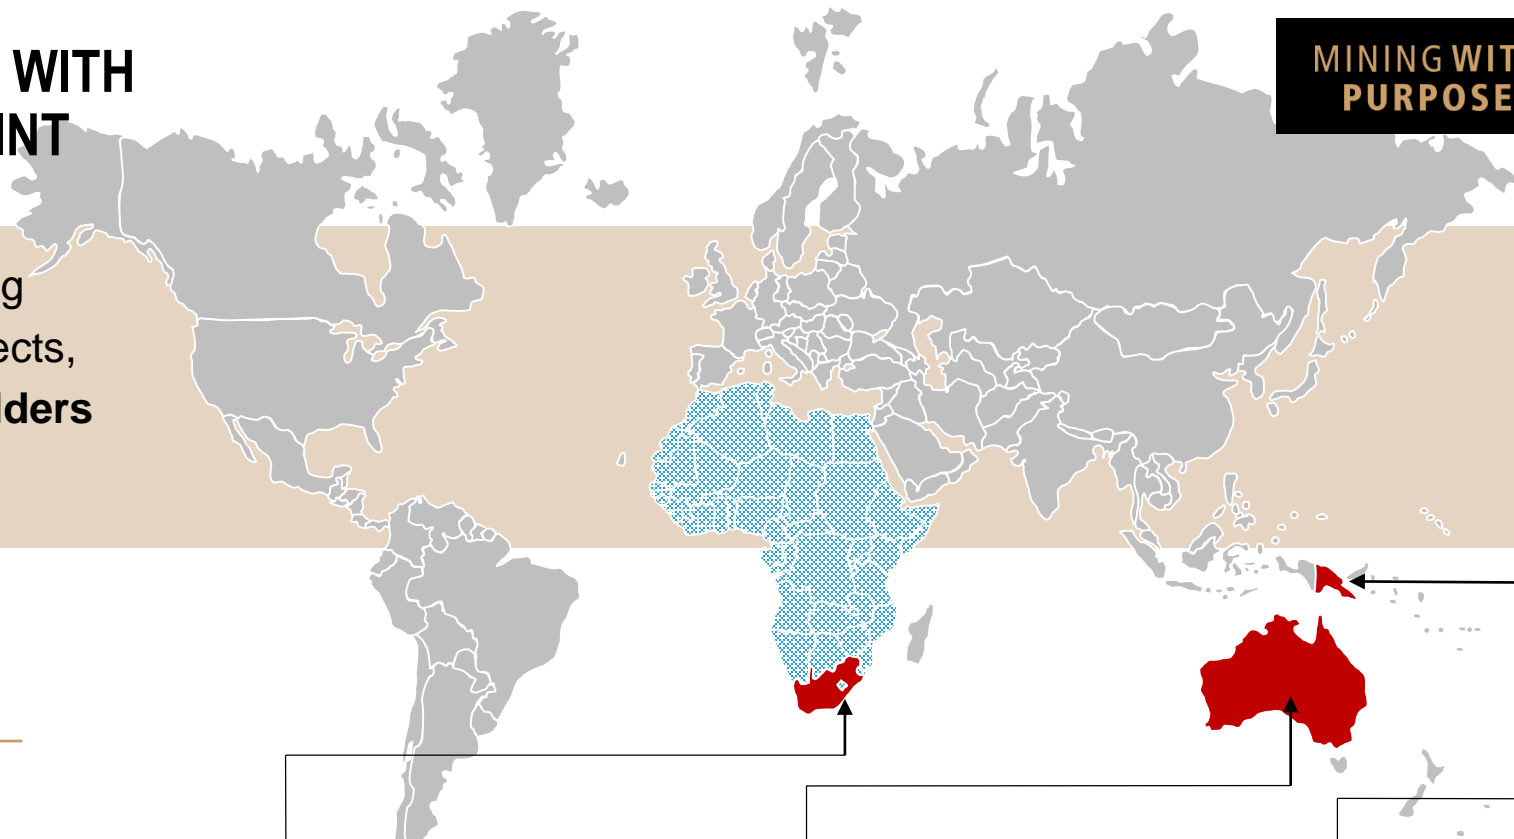 WITH
INT
g
ects,
lders
MINING WIT
PURPOSE